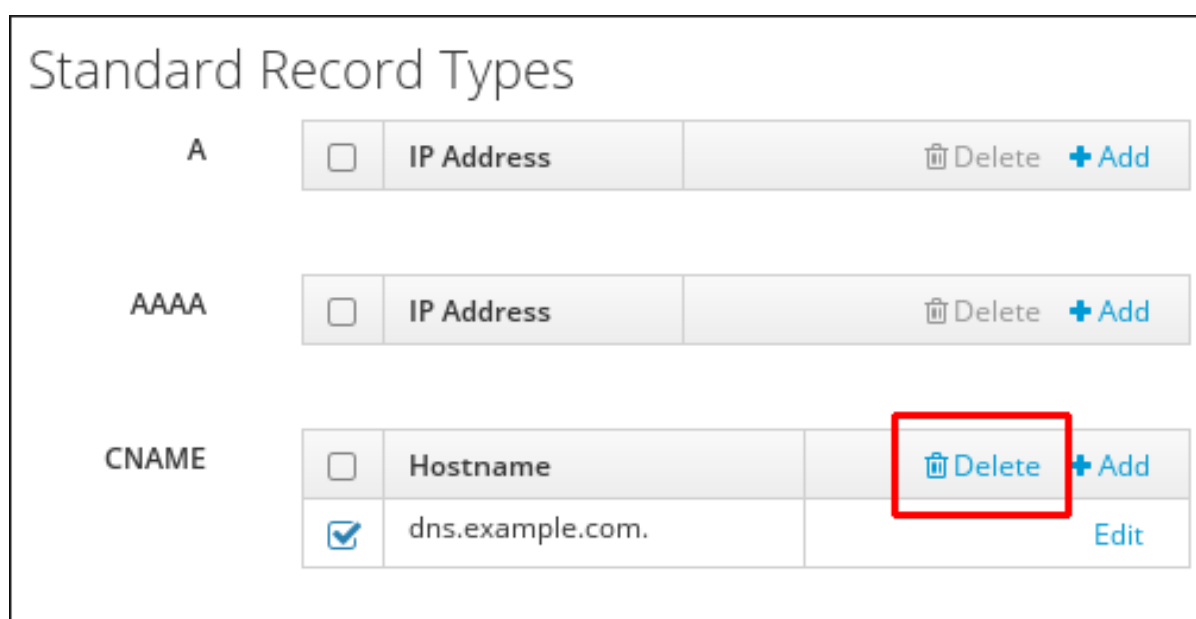 Standard Record Types
A
IP Address Delete Add
AAAA
IP Address Delete Add
CNAME
Hostname Delete Add
dns.example.com. Edit